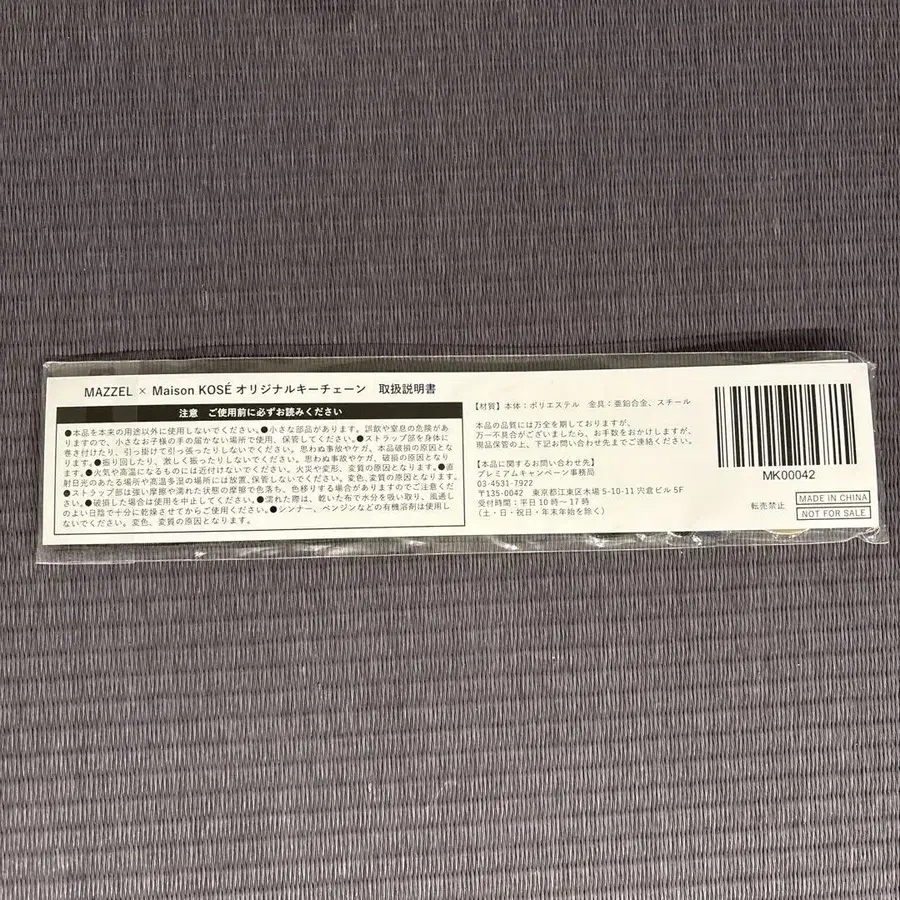 MAZZEL × Maison KOSÉ オリジナルキーチェーン 取扱説明書
注意 ご使用前に必ずお読みください
●本品を本来の用途以外に使用しないでください。●小さな部品があります。誤飲や窒息の危険があり
ますので、小さなお子様の手の届かない場所で使用、保管してください。●ストラップ部を身体に
巻き付けたり、引っ掛けて引っ張ったりしないでください。思わぬ事故やケガ、本品破損の原因となり
ます。●振り回したり、激しく振ったりしないでください。思わぬ事故やケガ、破損の原因となり
ます。●火気や高温になるものには近付けないでください。火災や変形、変質の原因となります。●直
射日光のあたる場所や高温多湿の場所には放置、保管しないでください。変色、変質の原因となります。
●ストラップ部は強い摩擦や濡れた状態の摩擦で色落ち、色移りする場合がありますのでご注意くだ
さい。●破損した場合は使用を中止してください。●濡れた際は、乾いた布で水分を吸い取り、風通し
のよい日陰で十分に乾燥させてからご使用ください。●シンナー、ベンジンなどの有機溶剤は使用し
ないでください。変色、変質の原因となります。
【材質】本体:ポリエステル 金具:亜鉛合金、スチール
本品の品質には万全を期しておりますが、
万一不具合がございましたら、お手数をおかけしますが、
現品保管の上、下記お問い合わせ先までご連絡ください。
【本品に関するお問い合わせ先】
プレミアムキャンペーン事務局
03-4531-7922
〒135-0042 東京都江東区木場 5-10-11 宍倉ビル 5F
受付時間:平日 10 時〜17 時
(土・日・祝日・年末年始を除く)
MK00042
転売禁止
MADE IN CHINA
NOT FOR SALE